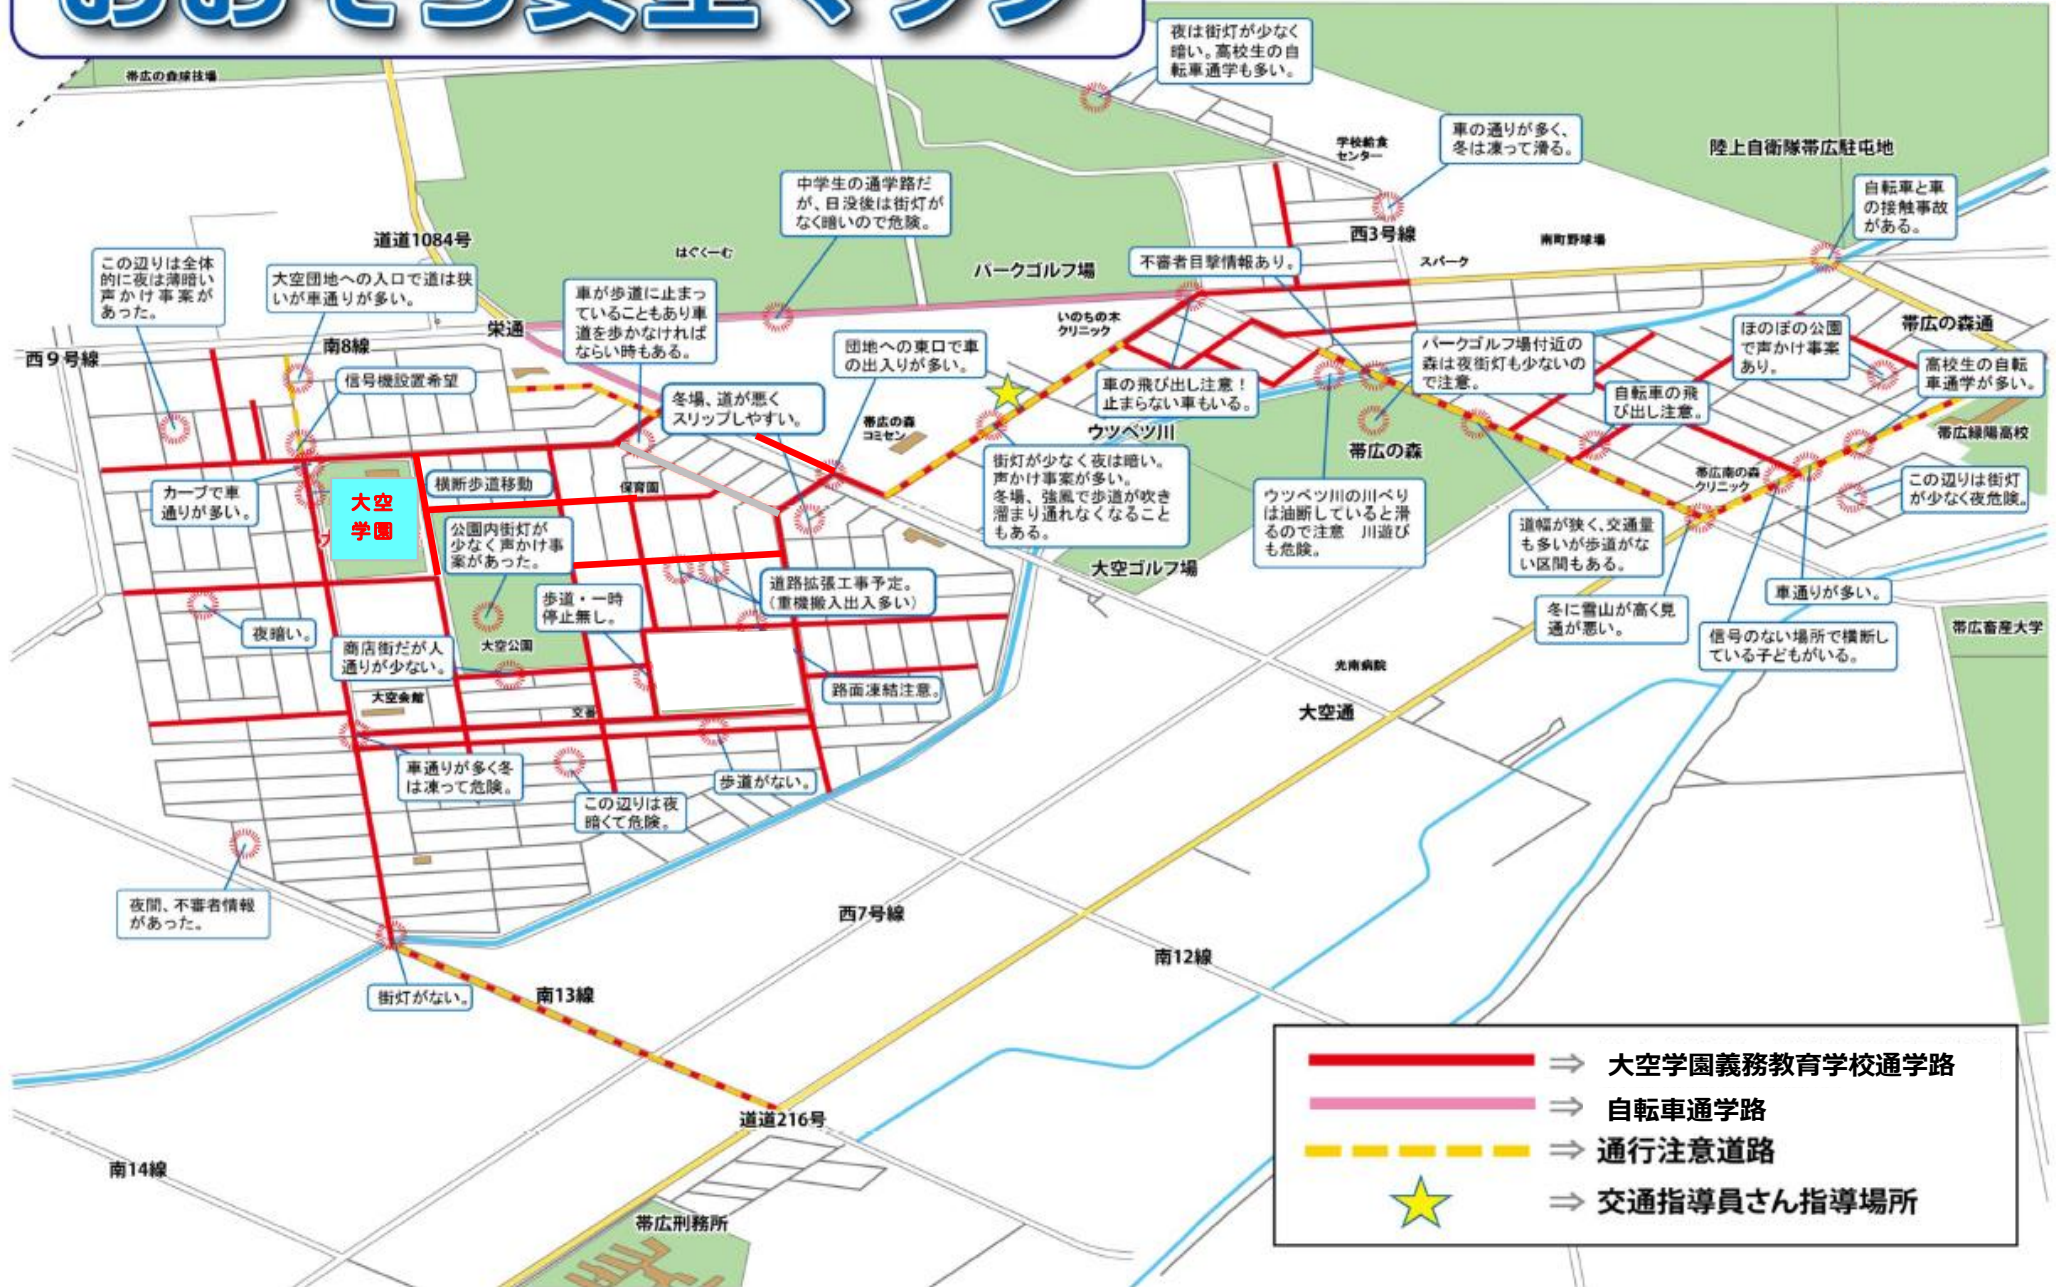 おおぞら安全マップ
帯広の森球技場
夜は街灯が少なく
暗い。高校生の自
転車通学も多い。
学校給食
センター
車の通りが多く、
冬は凍って滑る。
陸上自衛隊帯広駐屯地
中学生の通学路だ
が、日没後は街灯が
なく暗いので危険。
自転車と車
の接触事故
がある。
道道1084号
はぐくーむ
パークゴルフ場
不審者目撃情報あり。
西3号線
スパーク
南町野球場
この辺りは全体
的に夜は薄暗い
声かけ事案が
あった。
大空団地への入口で道は狭
いが車通りが多い。
車が歩道に止まっ
ていることもあり車
道を歩かなければ
ならい時もある。
栄通
いのちの木
クリニック
西9号線
南8線
信号機設置希望
団地への東口で車
の出入りが多い。
パークゴルフ場付近の
森は夜街灯も少ないの
で注意。
ほのぼの公園
で声かけ事案
あり。
帯広の森通
高校生の自転
車通学が多い。
車の飛び出し注意！
止まらない車もいる。
自転車の飛
び出し注意。
冬場、道が悪く
スリップしやすい。
帯広の森
コミセン
ウツベツ川
帯広の森
帯広緑陽高校
カーブで車
通りが多い。
大空
学園
横断歩道移動
保育園
街灯が少なく夜は暗い。
声かけ事案が多い。
冬場、強風で歩道が吹き
溜まり通れなくなること
もある。
ウツベツ川の川べり
は油断していると滑
るので注意　川遊び
も危険。
帯広南の森
クリニック
この辺りは街灯
が少なく夜危険。
公園内街灯が
少なく声かけ事
案があった。
道幅が狭く、交通量
も多いが歩道がな
い区間もある。
大空ゴルフ場
道路拡張工事予定。
（重機搬入出入多い）
歩道・一時
停止無し。
車通りが多い。
冬に雪山が高く見
通が悪い。
信号のない場所で横断し
ている子どもがいる。
帯広畜産大学
夜暗い。
商店街だが人
通りが少ない。
大空公園
光南病院
路面凍結注意。
大空会館
交番
大空通
車通りが多く冬
は凍って危険。
歩道がない。
この辺りは夜
暗くて危険。
夜間、不審者情報
があった。
西7号線
南12線
街灯がない。
南13線
道道216号
南14線
帯広刑務所
⇒ 大空学園義務教育学校通学路
⇒ 自転車通学路
⇒ 通行注意道路
⇒ 交通指導員さん指導場所